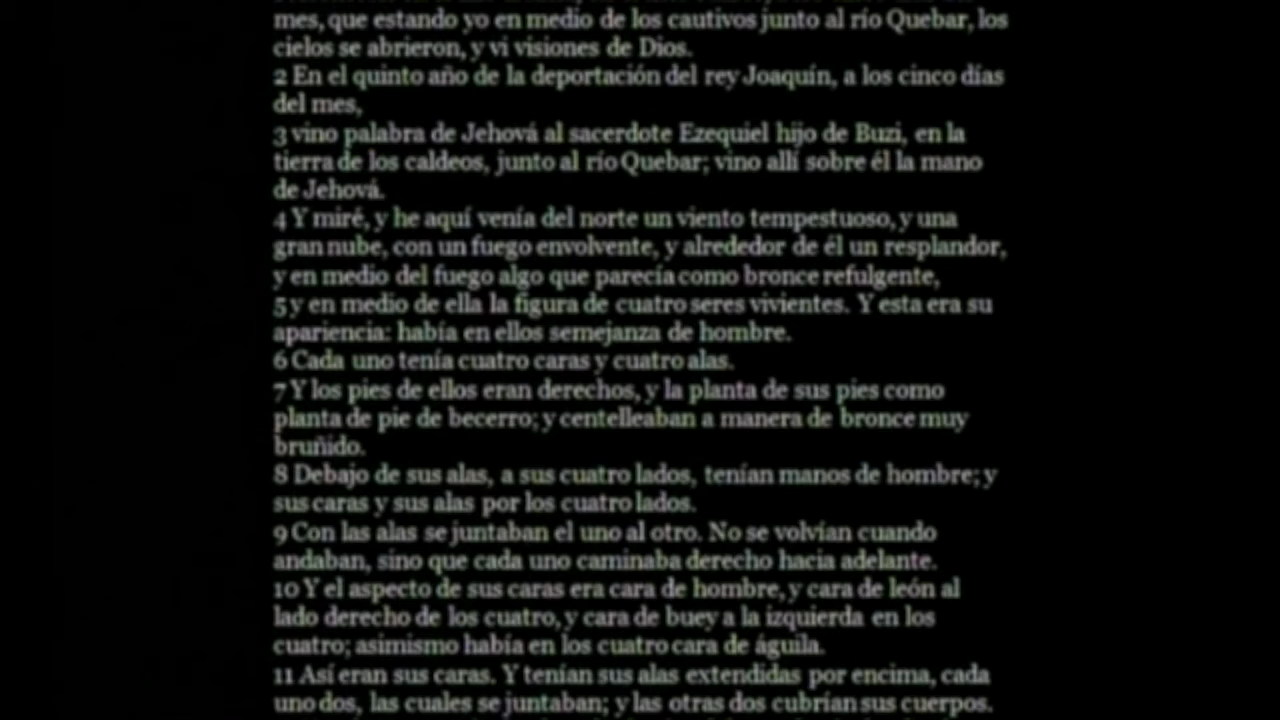 mes, que estando yo en medio de los cautivos junto al río Quebar, los
cielos se abrieron, y vi visiones de Dios.
2 En el quinto año de la deportación del rey Joaquín, a los cinco días
del mes,
3 vino palabra de Jehová al sacerdote Ezequiel hijo de Buzi, en la
tierra de los caldeos, junto al río Quebar; vino allí sobre él la mano
de Jehová.
4 Y miré, y he aquí venía del norte un viento tempestuoso, y una
gran nube, con un fuego envolvente, y alrededor de él un resplandor,
y en medio del fuego algo que parecía como bronce refulgente,
5 y en medio de ella la figura de cuatro seres vivientes. Y esta era su
apariencia: había en ellos semejanza de hombre.
6 Cada uno tenía cuatro caras y cuatro alas.
7 Y los pies de ellos eran derechos, y la planta de sus pies como
planta de pie de becerro; y centelleaban a manera de bronce muy
bruñido.
8 Debajo de sus alas, a sus cuatro lados, tenían manos de hombre; y
sus caras y sus alas por los cuatro lados.
9 Con las alas se juntaban el uno al otro. No se volvían cuando
andaban, sino que cada uno caminaba derecho hacia adelante.
10 Y el aspecto de sus caras era cara de hombre, y cara de león al
lado derecho de los cuatro, y cara de buey a la izquierda en los
cuatro; asimismo había en los cuatro cara de águila.
11 Así eran sus caras. Y tenían sus alas extendidas por encima, cada
uno dos, las cuales se juntaban; y las otras dos cubrían sus cuerpos.